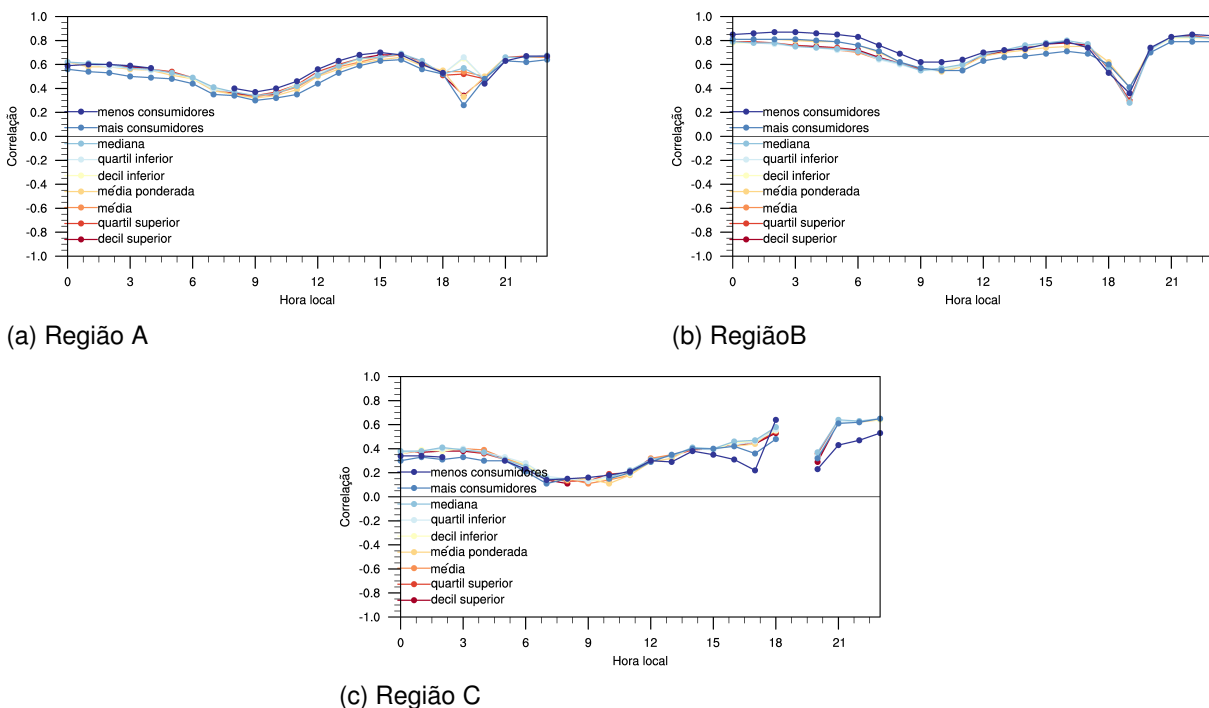 1.0
0.8
0.6
0.4
0.2
0.0
-0.2
-0.4
-0.6
-0.8
-1.0
Correlação
menos consumidores
mais consumidores
mediana
quartil inferior
decil inferior
média ponderada
média
quartil superior
decil superior
0 3 6 9 12 15 18 21
Hora local
(a) Região A
1.0
0.8
0.6
0.4
0.2
0.0
-0.2
-0.4
-0.6
-0.8
-1.0
Correlação
menos consumidores
mais consumidores
mediana
quartil inferior
decil inferior
média ponderada
média
quartil superior
decil superior
0 3 6 9 12 15 18 21
Hora local
(b) RegiãoB
1.0
0.8
0.6
0.4
0.2
0.0
-0.2
-0.4
-0.6
-0.8
-1.0
Correlação
menos consumidores
mais consumidores
mediana
quartil inferior
decil inferior
média ponderada
média
quartil superior
decil superior
0 3 6 9 12 15 18 21
Hora local
(c) Região C